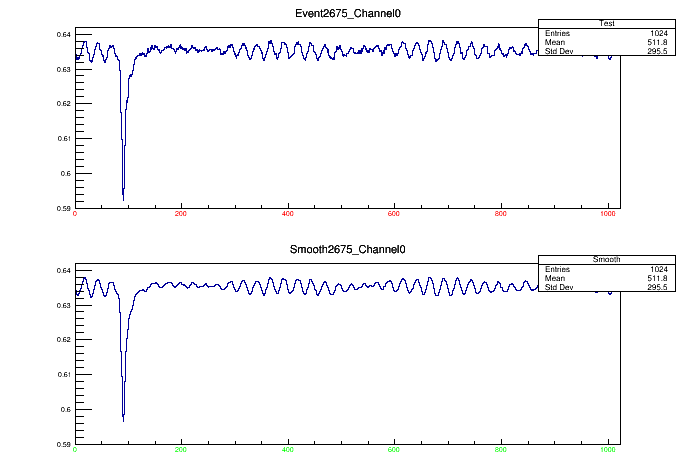 Event2675_Channel0
Test
Entries 1024
Mean 511.8
Std Dev 295.5
0.64
0.63
0.62
0.61
0.6
0.59
0 200 400 600 800 1000
Smooth2675_Channel0
Smooth
Entries 1024
Mean 511.8
Std Dev 295.5
0.64
0.63
0.62
0.61
0.6
0.59
0 200 400 600 800 1000